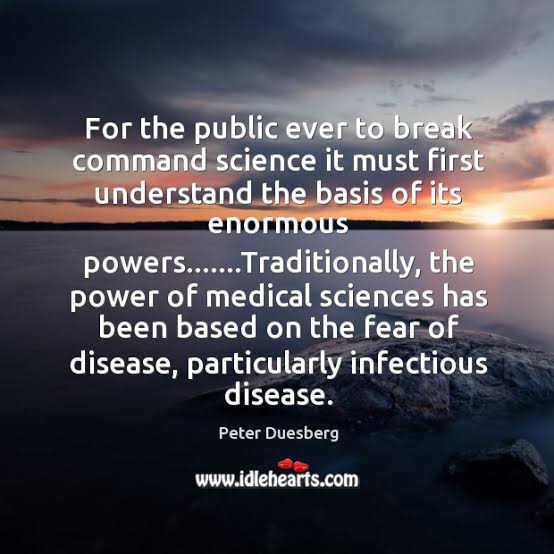 For the public ever to break
command science it must first
understand the basis of its
enormous
powers.......Traditionally, the
power of medical sciences has
been based on the fear of
disease, particularly infectious
disease.
Peter Duesberg
www.idlehearts.com